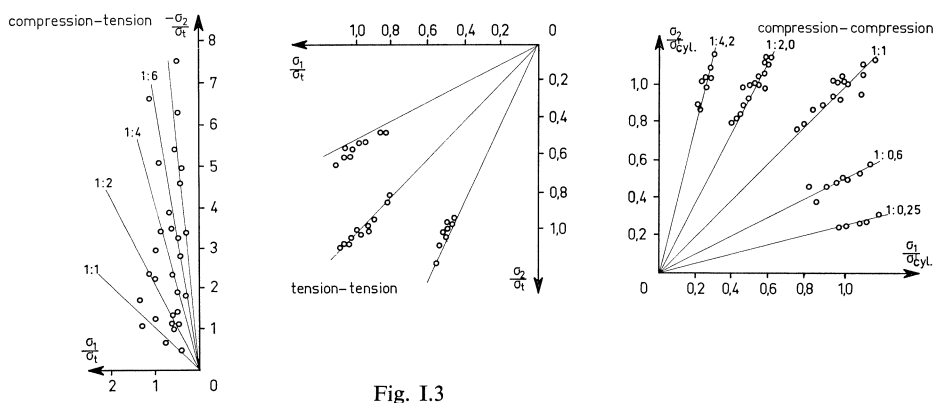 compression-tension
-σ2/σt
8
7
6
5
4
3
2
1
0
1:6
1:4
1:2
1:1
σ1/σt
2 1 0
1,0 0,8 0,6 0,4 0,2 0
σ1/σt
0
0,2
0,4
0,6
0,8
1,0
σ2/σt
tension-tension
σ2/σcyl.
compression-compression
1:4,2
1:2,0
1:1
1:0,6
1:0,25
1,0
0,8
0,6
0,4
0,2
0,2 0,4 0,6 0,8 1,0
σ1/σcyl.
Fig. I.3